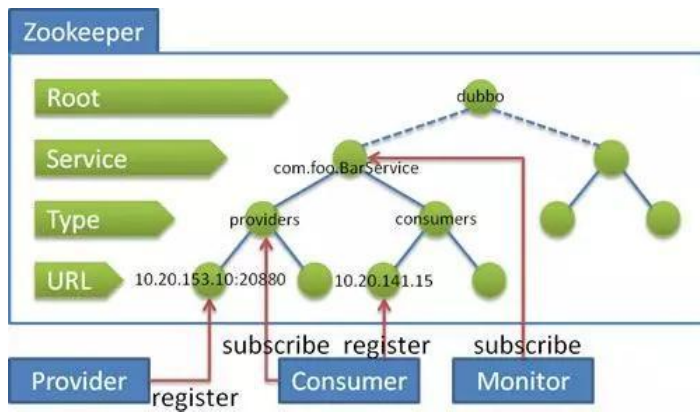 Zookeeper
Root
dubbo
Service
com.foo.BarService
Type
providers
consumers
URL
10.20.153.10:20880
10.20.141.15
subscribe
register
subscribe
Provider
register
Consumer
Monitor